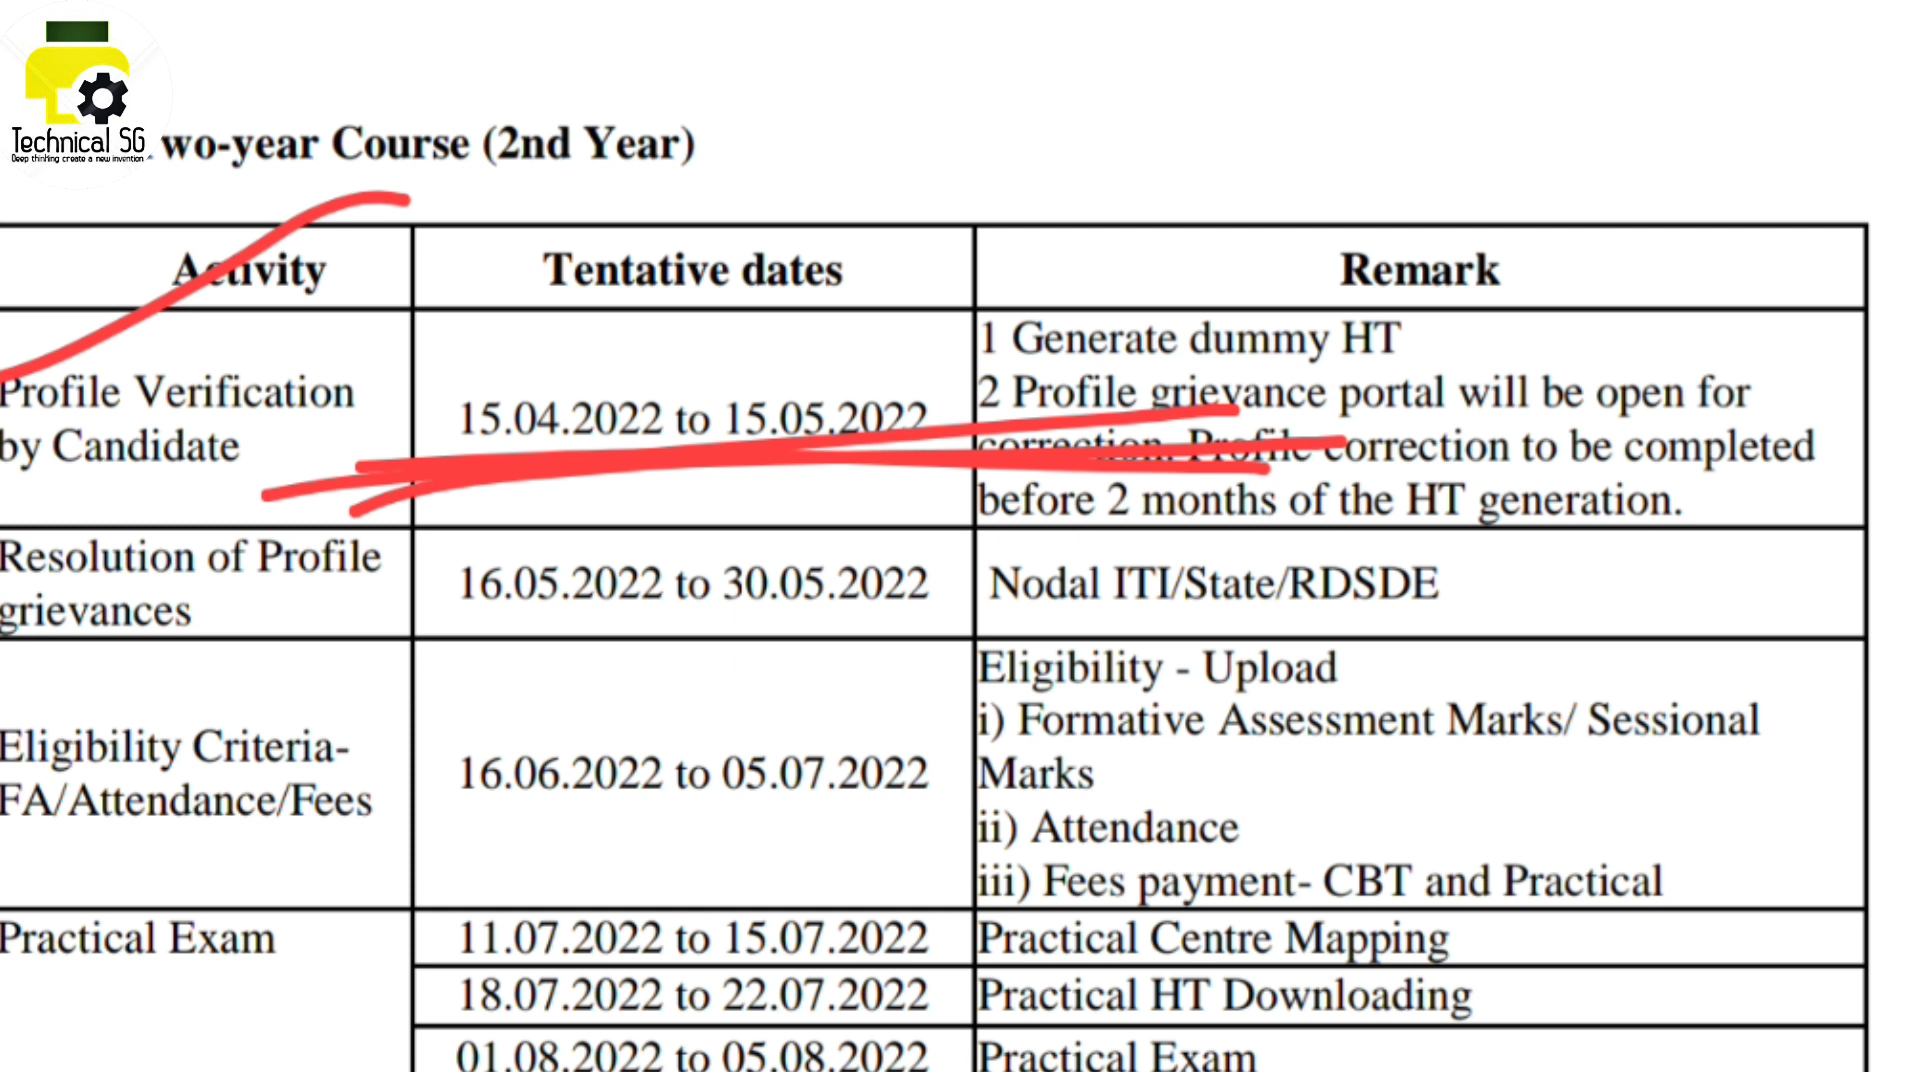 Technical SG
Deep thinking create a new invention
wo-year Course (2nd Year)
Activity
Tentative dates
Remark
Profile Verification
by Candidate
15.04.2022 to 15.05.2022
1 Generate dummy HT
2 Profile grievance portal will be open for
correction. Profile correction to be completed
before 2 months of the HT generation.
Resolution of Profile
grievances
16.05.2022 to 30.05.2022
Nodal ITI/State/RDSDE
Eligibility Criteria-
FA/Attendance/Fees
16.06.2022 to 05.07.2022
Eligibility - Upload
i) Formative Assessment Marks/ Sessional
Marks
ii) Attendance
iii) Fees payment- CBT and Practical
Practical Exam
11.07.2022 to 15.07.2022
Practical Centre Mapping
18.07.2022 to 22.07.2022
Practical HT Downloading
01.08.2022 to 05.08.2022
Practical Exam